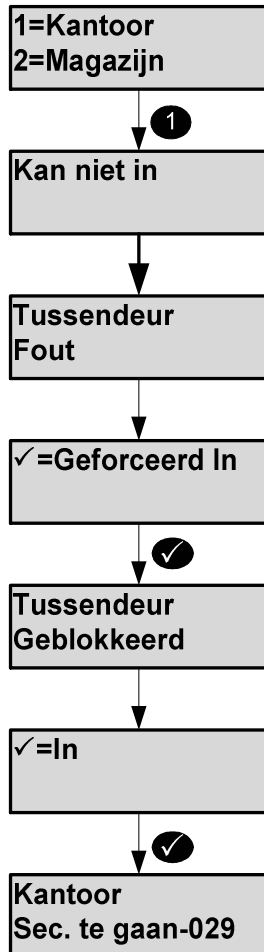 1=Kantoor
2=Magazijn
1
Kan niet in
Tussendeur
Fout
✓=Geforceerd In
✓
Tussendeur
Geblokkeerd
✓=In
✓
Kantoor
Sec. te gaan-029